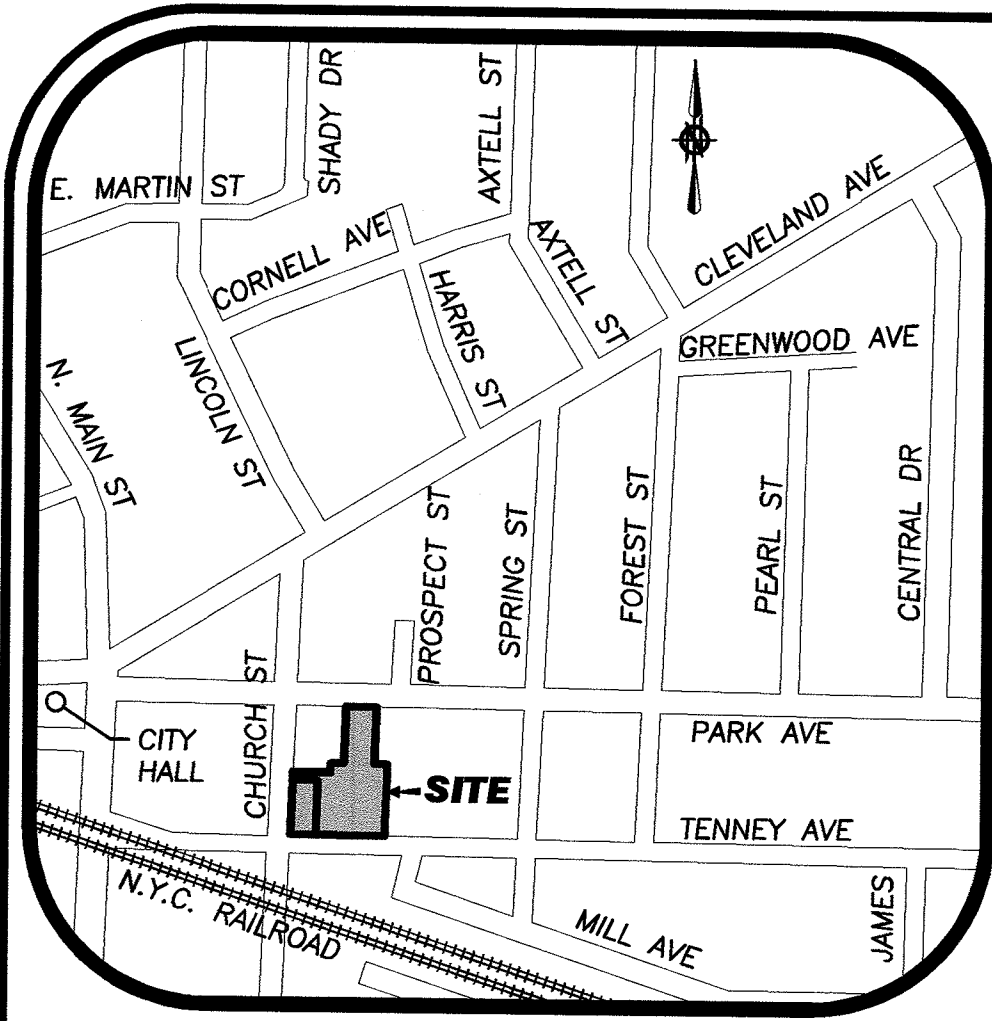 SHADY DR
AXTELL ST
E. MARTIN ST
CORNELL AVE
AXTELL ST
CLEVELAND AVE
HARRIS ST
GREENWOOD AVE
N. MAIN ST
LINCOLN ST
PROSPECT ST
SPRING ST
FOREST ST
PEARL ST
CENTRAL DR
CHURCH ST
CITY
HALL
PARK AVE
SITE
TENNEY AVE
N.Y.C. RAILROAD
MILL AVE
JAMES